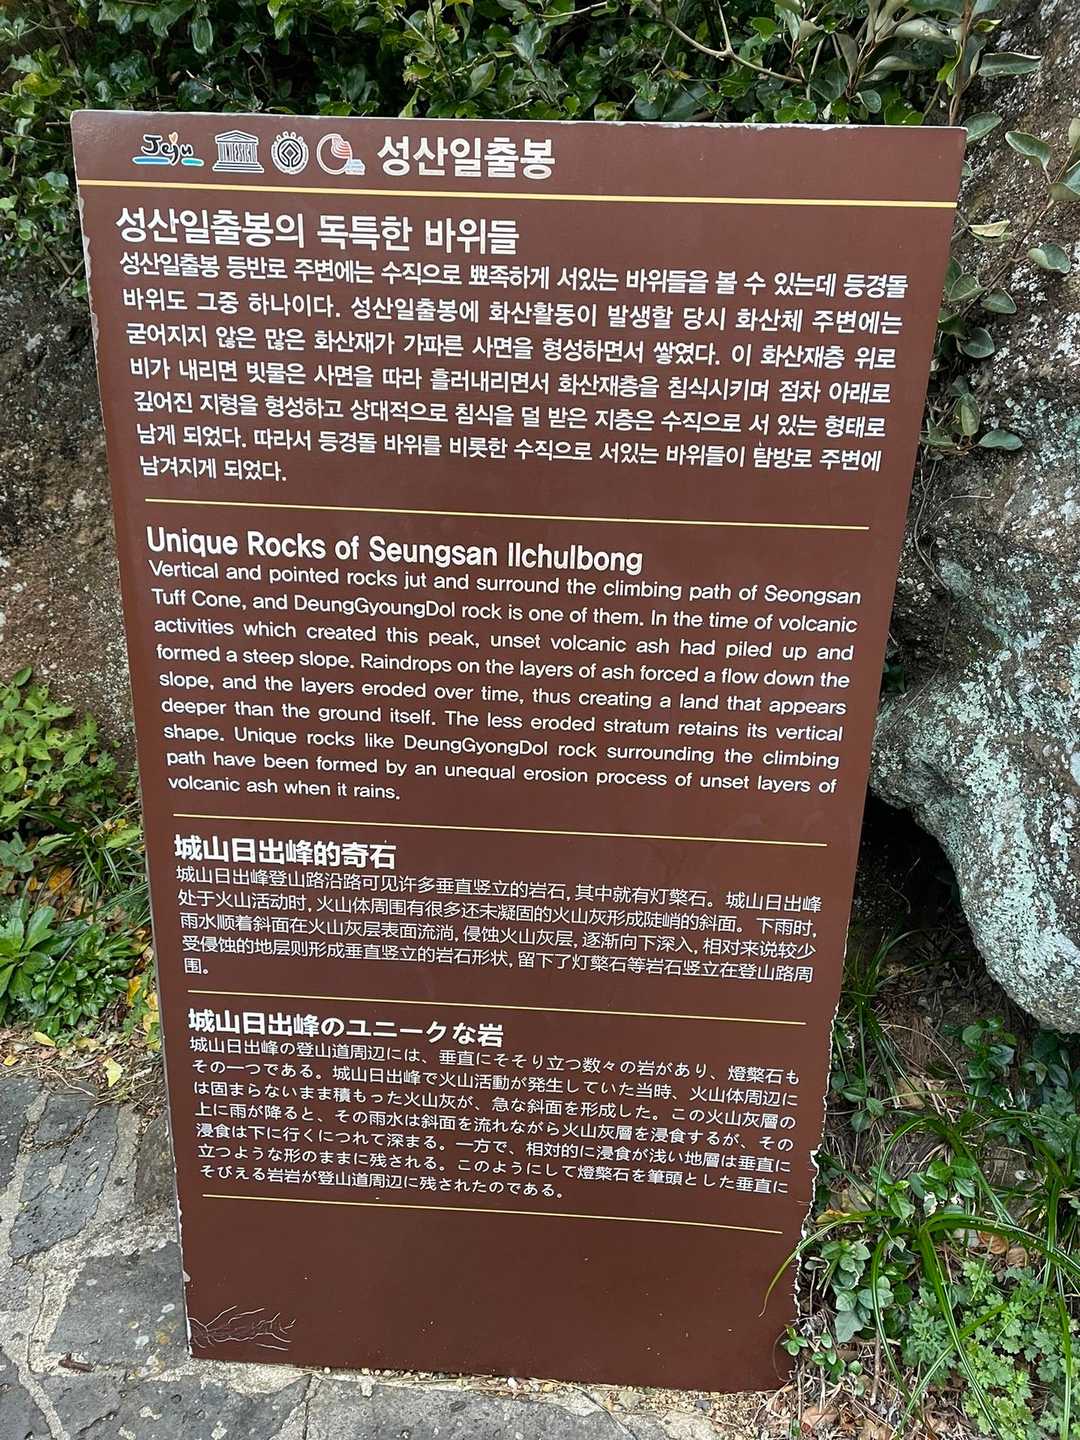 Jeju UNESCO 성산일출봉
성산일출봉의 독특한 바위들
성산일출봉 등반로 주변에는 수직으로 뾰족하게 서있는 바위들을 볼 수 있는데 등경돌
바위도 그중 하나이다. 성산일출봉에 화산활동이 발생할 당시 화산체 주변에는
굳어지지 않은 많은 화산재가 가파른 사면을 형성하면서 쌓였다. 이 화산재층 위로
비가 내리면 빗물은 사면을 따라 흘러내리면서 화산재층을 침식시키며 점차 아래로
깊어진 지형을 형성하고 상대적으로 침식을 덜 받은 지층은 수직으로 서 있는 형태로
남게 되었다. 따라서 등경돌 바위를 비롯한 수직으로 서있는 바위들이 탐방로 주변에
남겨지게 되었다.
Unique Rocks of Seungsan Ilchulbong
Vertical and pointed rocks jut and surround the climbing path of Seongsan
Tuff Cone, and DeungGyoungDol rock is one of them. In the time of volcanic
activities which created this peak, unset volcanic ash had piled up and
formed a steep slope. Raindrops on the layers of ash forced a flow down the
slope, and the layers eroded over time, thus creating a land that appears
deeper than the ground itself. The less eroded stratum retains its vertical
shape. Unique rocks like DeungGyongDol rock surrounding the climbing
path have been formed by an unequal erosion process of unset layers of
volcanic ash when it rains.
城山日出峰的奇石
城山日出峰登山路沿路可见许多垂直竖立的岩石,其中就有灯檠石。城山日出峰
处于火山活动时,火山体周围有很多还未凝固的火山灰形成陡峭的斜面。下雨时,
雨水顺着斜面在火山灰层表面流淌,侵蚀火山灰层,逐渐向下深入,相对来说较少
受侵蚀的地层则形成垂直竖立的岩石形状,留下了灯檠石等岩石竖立在登山路周
围。
城山日出峰のユニークな岩
城山日出峰の登山道周辺には、垂直にそそり立つ数々の岩があり、燈檠石も
その一つである。城山日出峰で火山活動が発生していた当時、火山体周辺に
は固まらないまま積もった火山灰が、急な斜面を形成した。この火山灰層の
上に雨が降ると、その雨水は斜面を流れながら火山灰層を浸食するが、その
浸食は下に行くにつれて深まる。一方で、相対的に浸食が浅い地層は垂直に
立つような形のままに残される。このようにして燈檠石を筆頭とした垂直に
そびえる岩岩が登山道周辺に残されたのである。